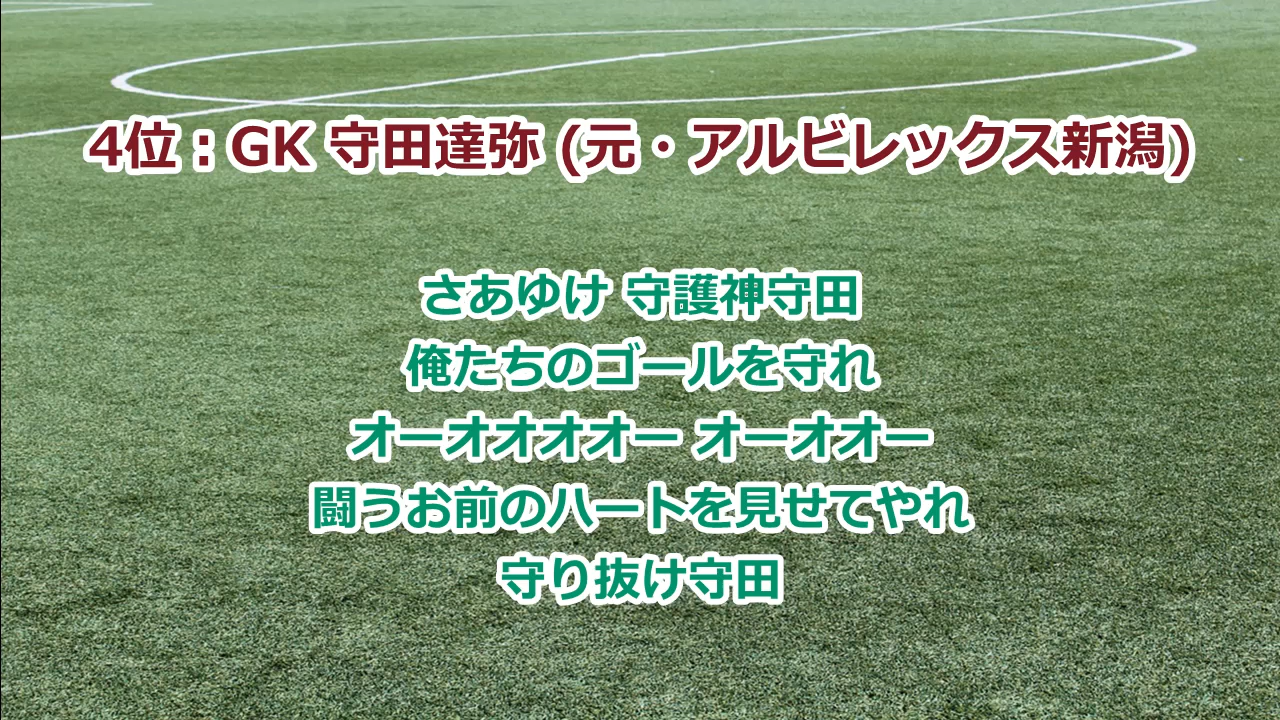 4位：GK 守田達弥 (元・アルビレックス新潟)
さあゆけ 守護神守田
俺たちのゴールを守れ
オーオオオオー オーオオー
闘うお前のハートを見せてやれ
守り抜け守田